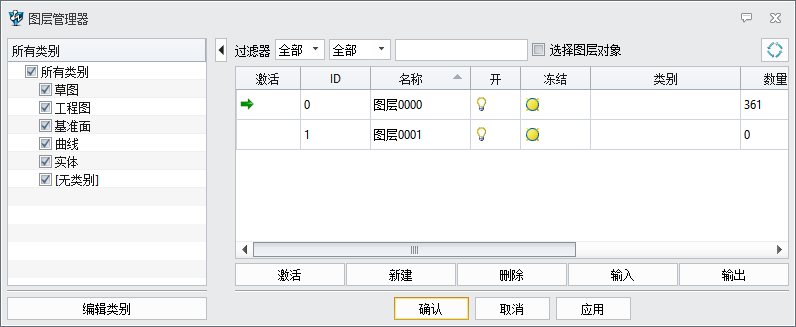 图层管理器
所有类别
所有类别
草图
工程图
基准面
曲线
实体
[无类别]
编辑类别
过滤器 全部 全部 选择图层对象
激活 ID 名称 开 冻结 类别 数量
0 图层0000 361
1 图层0001 0
激活 新建 删除 输入 输出
确认 取消 应用